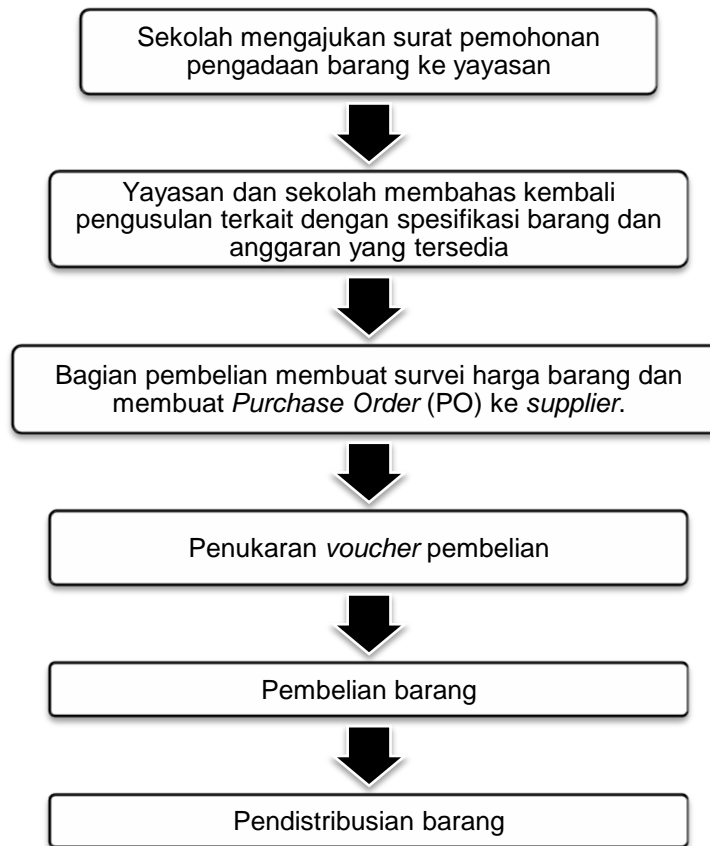 Sekolah mengajukan surat pemohonan
pengadaan barang ke yayasan
Yayasan dan sekolah membahas kembali
pengusulan terkait dengan spesifikasi barang dan
anggaran yang tersedia
Bagian pembelian membuat survei harga barang dan
membuat Purchase Order (PO) ke supplier.
Penukaran voucher pembelian
Pembelian barang
Pendistribusian barang